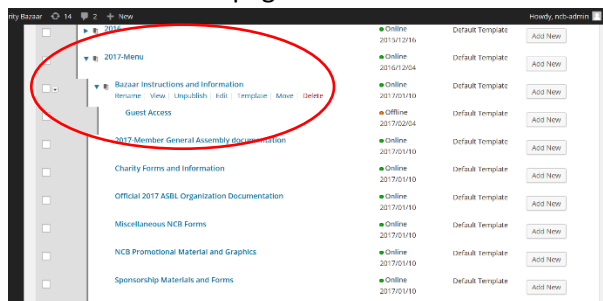 rity Bazaar 14 2 + New Howdy, ncb-admin
2016 Online Default Template Add New
2015/12/16
2017-Menu Online Default Template Add New
2016/12/04
Bazaar Instructions and Information Online Default Template Add New
Rename | View | Unpublish | Edit | Template | Move | Delete 2017/01/10
Guest Access Offline Default Template Add New
2017/02/04
2017 Member General Assembly documentation Online Default Template Add New
2017/01/10
Charity Forms and Information Online Default Template Add New
2017/01/10
Official 2017 ASBL Organization Documentation Online Default Template Add New
2017/01/10
Miscellaneous NCB Forms Online Default Template Add New
2017/01/10
NCB Promotional Material and Graphics Online Default Template Add New
2017/01/10
Sponsorship Materials and Forms Online Default Template Add New
2017/01/10